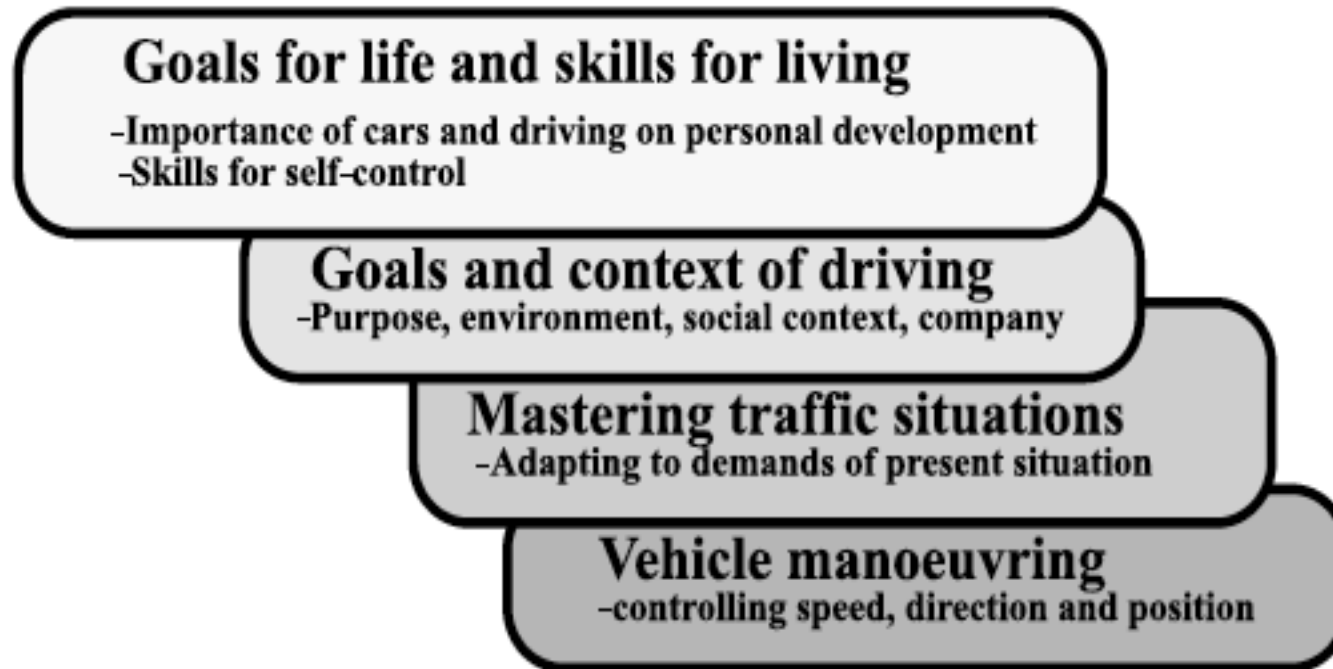 Goals for life and skills for living
-Importance of cars and driving on personal development
-Skills for self-control
Goals and context of driving
-Purpose, environment, social context, company
Mastering traffic situations
-Adapting to demands of present situation
Vehicle manoeuvring
-controlling speed, direction and position